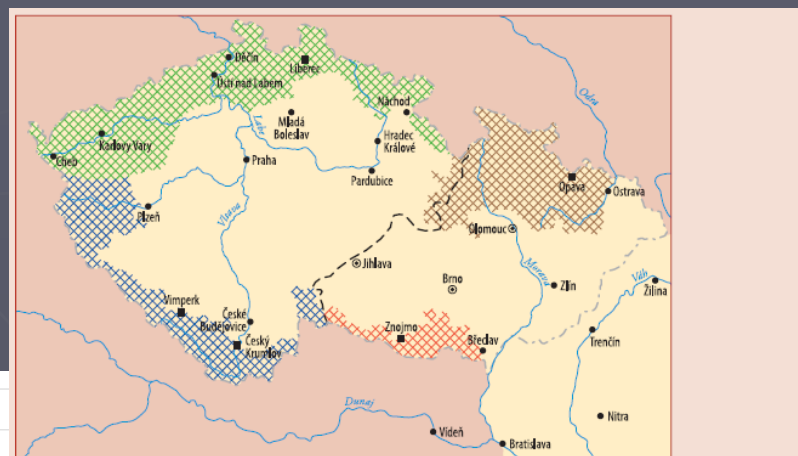 Děčín
Ústí nad Labem
Liberec
Náchod
Odra
Mladá
Boleslav
Labe
Karlovy Vary
Hradec
Králové
Cheb
Praha
Pardubice
Opava
Ostrava
Plzeň
Vltava
Olomouc
Jihlava
Morava
Brno
Zlín
Váh
Žilina
Vimperk
České
Budějovice
Český
Krumlov
Znojmo
Břeclav
Trenčín
Dunaj
Nitra
Vídeň
Bratislava